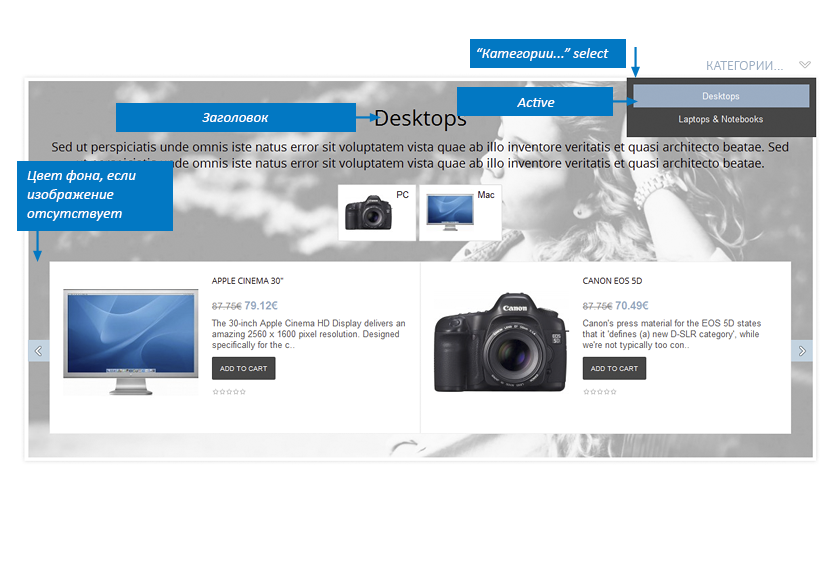 “Категории...” select
КАТЕГОРИИ...
Active
Desktops
Laptops & Notebooks
Заголовок
Desktops
Sed ut perspiciatis unde omnis iste natus error sit voluptatem vista quae ab illo inventore veritatis et quasi architecto beatae. Sed
unde omnis iste natus error sit voluptatem vista quae ab illo inventore veritatis et quasi architecto beatae.
Цвет фона, если
изображение
отсутствует
PC
Mac
APPLE CINEMA 30"
87.75€ 79.12€
The 30-inch Apple Cinema HD Display delivers an
amazing 2560 x 1600 pixel resolution. Designed
specifically for the c..
ADD TO CART
CANON EOS 5D
87.75€ 70.49€
Canon's press material for the EOS 5D states
that it 'defines (a) new D-SLR category', while
we're not typically too con..
ADD TO CART
Canon